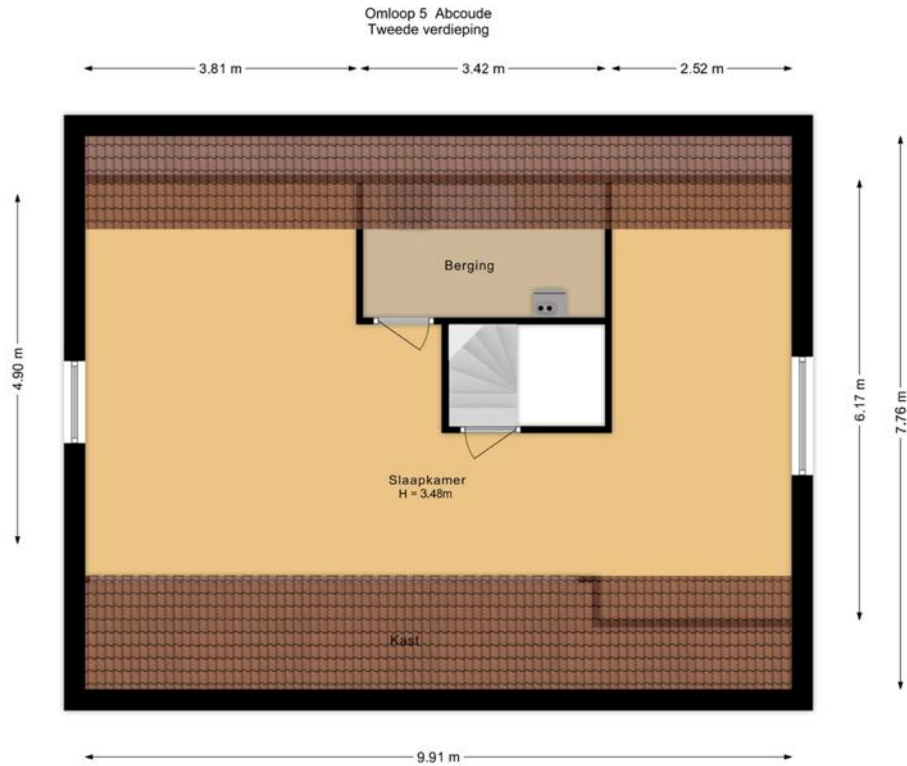 Omloop 5 Abcoude
Tweede verdieping
3.81 m
3.42 m
2.52 m
Berging
4.90 m
6.17 m
7.76 m
Slaapkamer
H = 3.48m
Kast
9.91 m